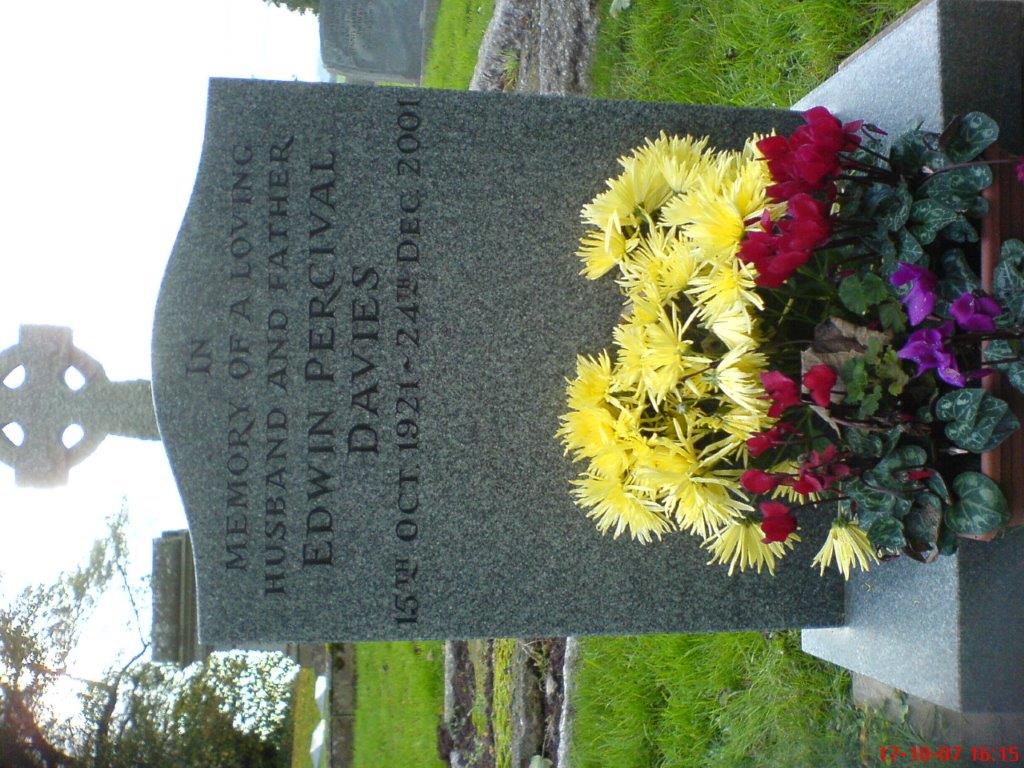 IN
MEMORY OF A LOVING
HUSBAND AND FATHER
EDWIN PERCIVAL
DAVIES
15TH OCT 1921 - 24TH DEC 2001
17-10-07 16:15